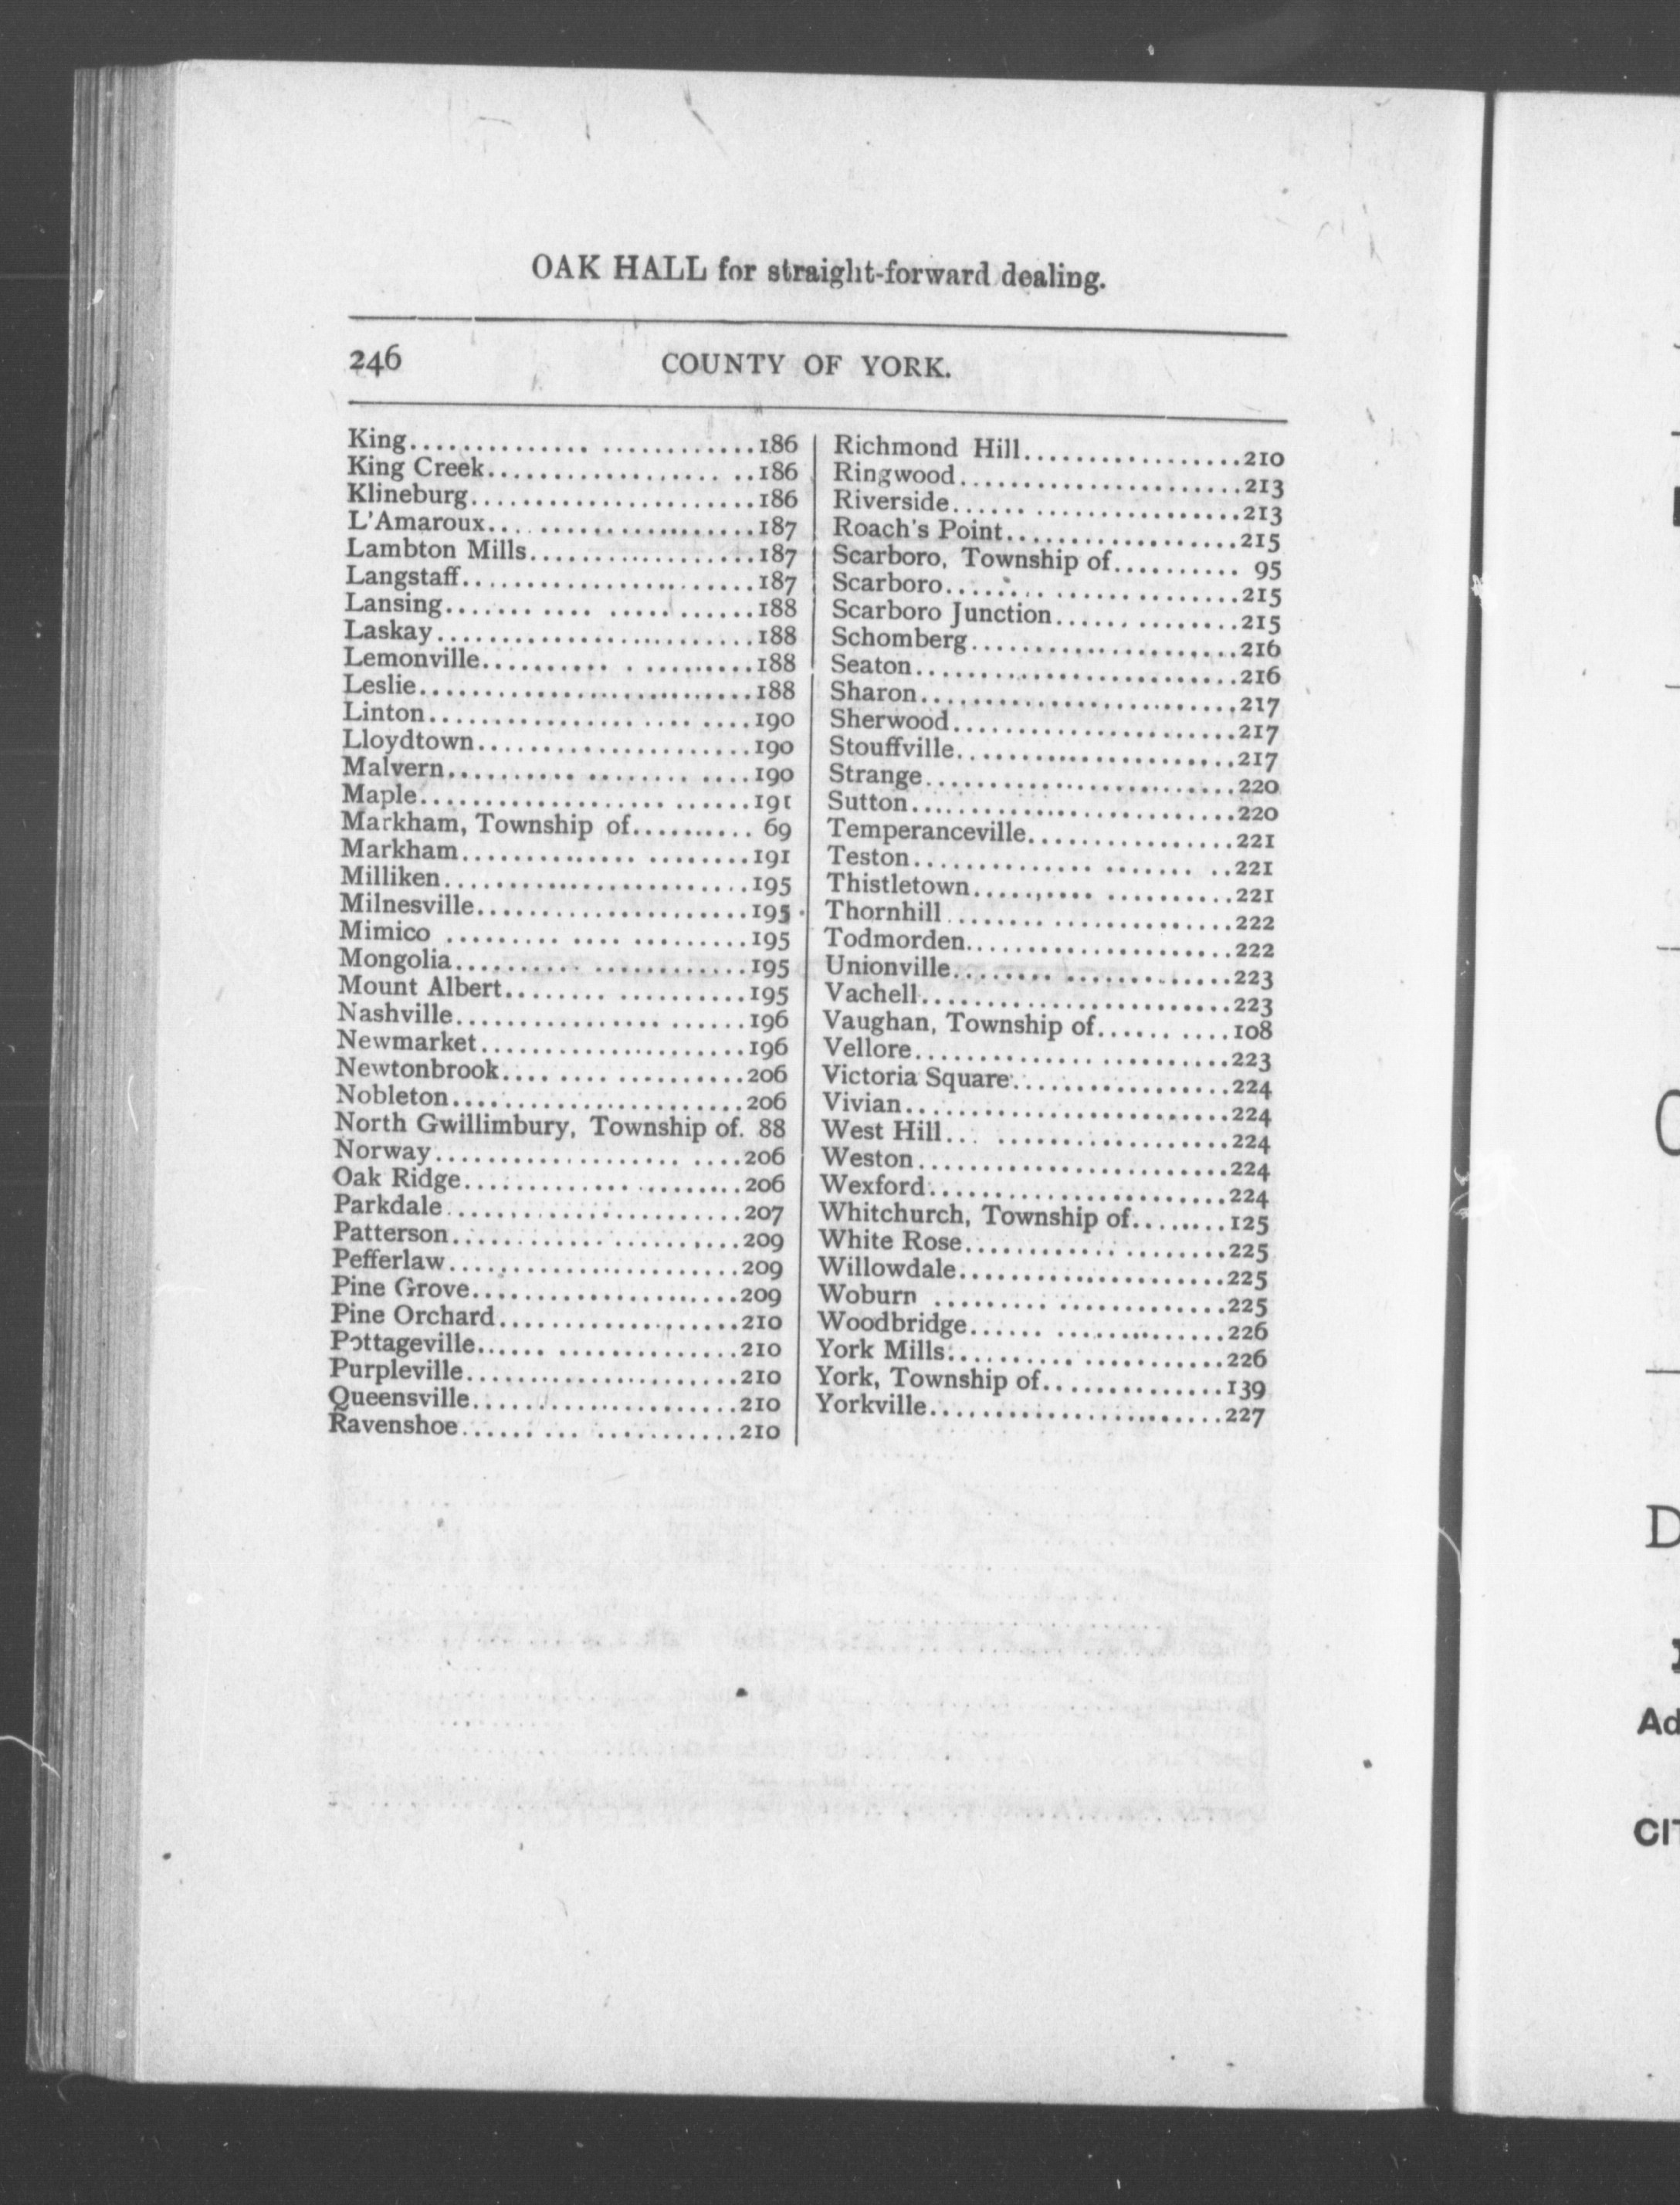 OAK HALL for straight-forward dealing.
246 COUNTY OF YORK.
King..........................186
King Creek....................186
Klineburg.....................186
L'Amaroux.....................187
Lambton Mills.................187
Langstaff.....................187
Lansing.......................188
Laskay........................188
Lemonville....................188
Leslie........................188
Linton........................190
Lloydtown.....................190
Malvern.......................190
Maple.........................191
Markham, Township of.......... 69
Markham.......................191
Milliken......................195
Milnesville...................195
Mimico .......................195
Mongolia......................195
Mount Albert..................195
Nashville.....................196
Newmarket.....................196
Newtonbrook...................206
Nobleton......................206
North Gwillimbury, Township of. 88
Norway........................206
Oak Ridge.....................206
Parkdale......................207
Patterson.....................209
Pefferlaw.....................209
Pine Grove....................209
Pine Orchard..................210
Pottageville..................210
Purpleville...................210
Queensville...................210
Ravenshoe.....................210
Richmond Hill.................210
Ringwood......................213
Riverside.....................213
Roach's Point.................215
Scarboro, Township of.......... 95
Scarboro......................215
Scarboro Junction.............215
Schomberg.....................216
Seaton........................216
Sharon........................217
Sherwood......................217
Stouffville...................217
Strange.......................220
Sutton........................220
Temperanceville...............221
Teston........................221
Thistletown...................221
Thornhill.....................222
Todmorden.....................222
Unionville....................223
Vachell.......................223
Vaughan, Township of..........108
Vellore.......................223
Victoria Square...............224
Vivian........................224
West Hill.....................224
Weston........................224
Wexford.......................224
Whitchurch, Township of.......125
White Rose....................225
Willowdale....................225
Woburn .......................225
Woodbridge....................226
York Mills....................226
York, Township of.............139
Yorkville.....................227
D
Ad